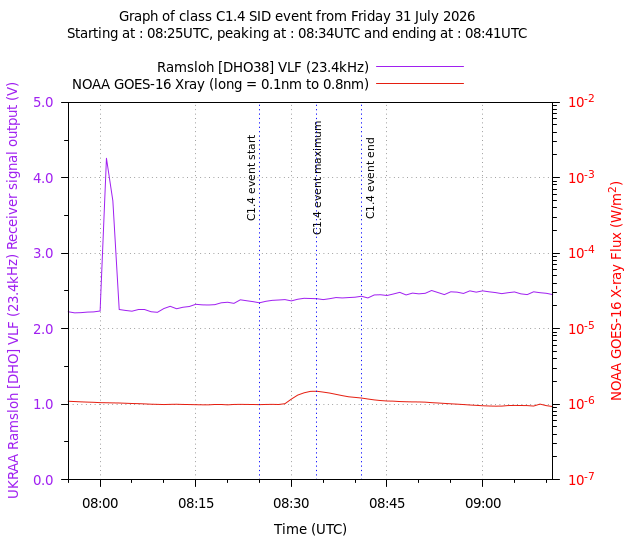 Graph of class C1.4 SID event from Friday 31 July 2026
Starting at : 08:25UTC, peaking at : 08:34UTC and ending at : 08:41UTC
Ramsloh [DHO38] VLF (23.4kHz)
NOAA GOES-16 Xray (long = 0.1nm to 0.8nm)
UKRAA Ramsloh [DHO] VLF (23.4kHz) Receiver signal output (V)
5.0
4.0
3.0
2.0
1.0
0.0
C1.4 event start
C1.4 event maximum
C1.4 event end
10⁻²
10⁻³
10⁻⁴
10⁻⁵
10⁻⁶
10⁻⁷
NOAA GOES-16 X-ray Flux (W/m²)
08:00 08:15 08:30 08:45 09:00
Time (UTC)